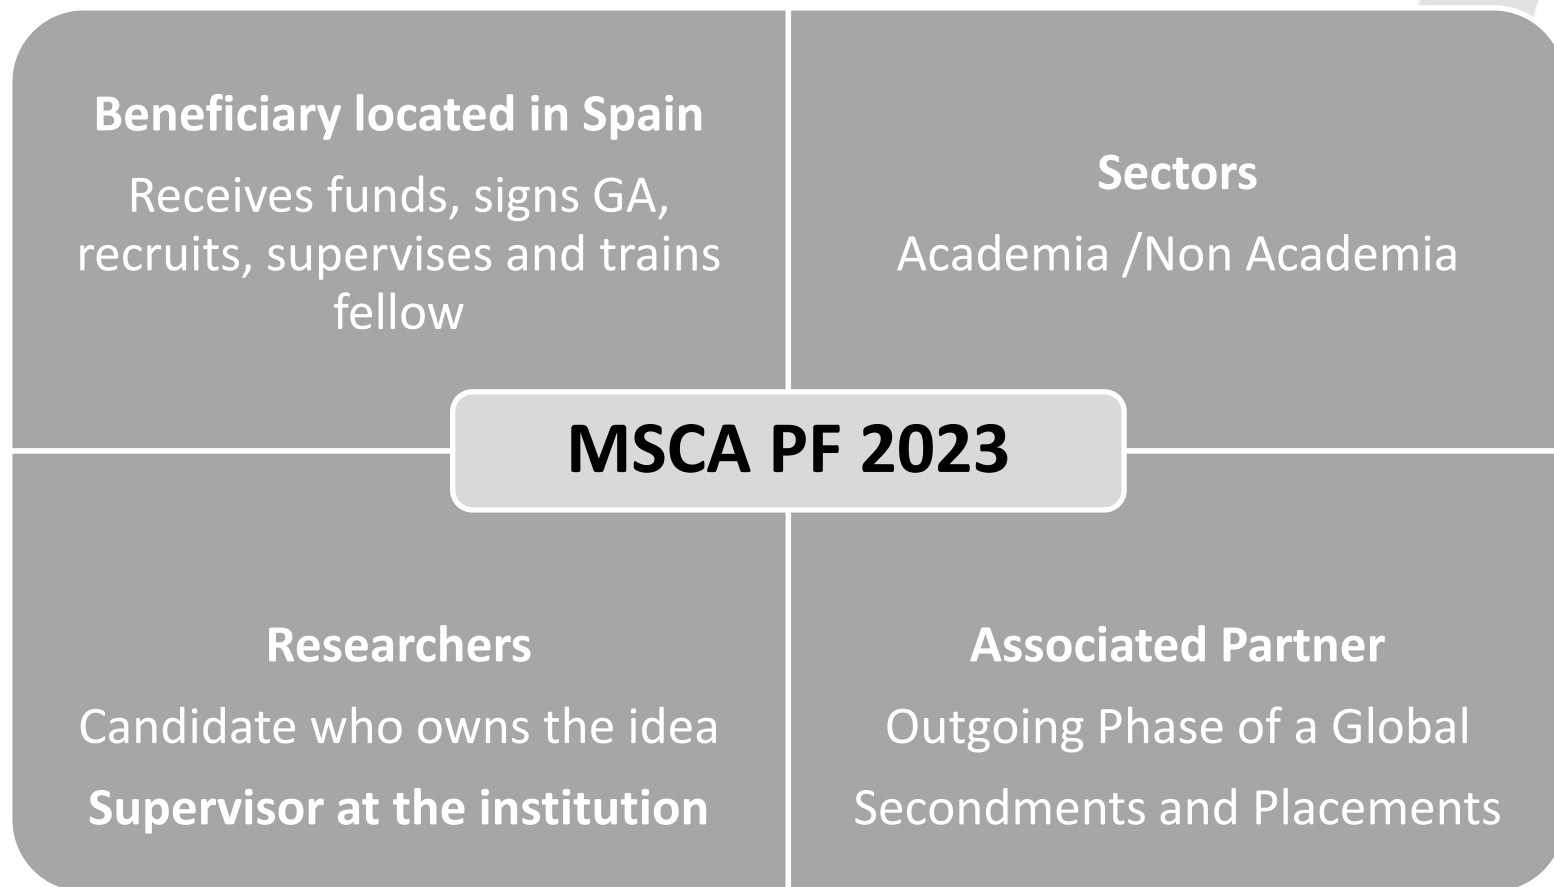 Beneficiary located in Spain
Receives funds, signs GA,
recruits, supervises and trains
fellow
Sectors
Academia /Non Academia
MSCA PF 2023
Researchers
Candidate who owns the idea
Supervisor at the institution
Associated Partner
Outgoing Phase of a Global
Secondments and Placements